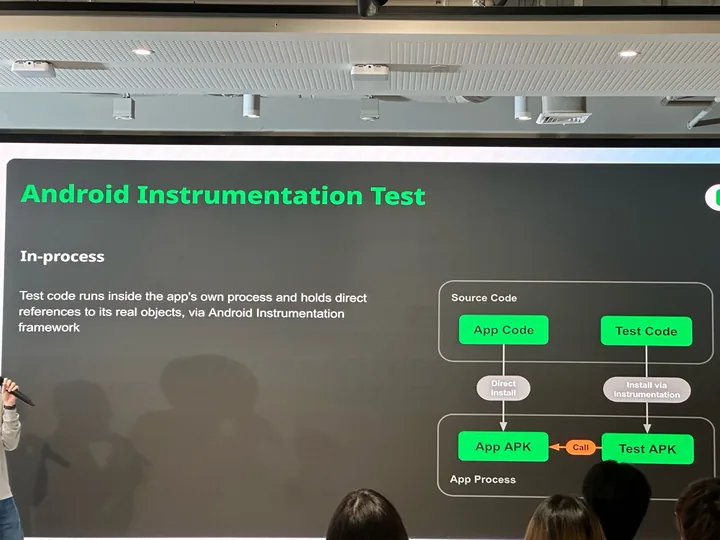 Android Instrumentation Test
In-process
Test code runs inside the app's own process and holds direct
references to its real objects, via Android Instrumentation
framework
Source Code
App Code
Test Code
Direct
Install
Install via
Instrumentation
App APK
Call
Test APK
App Process